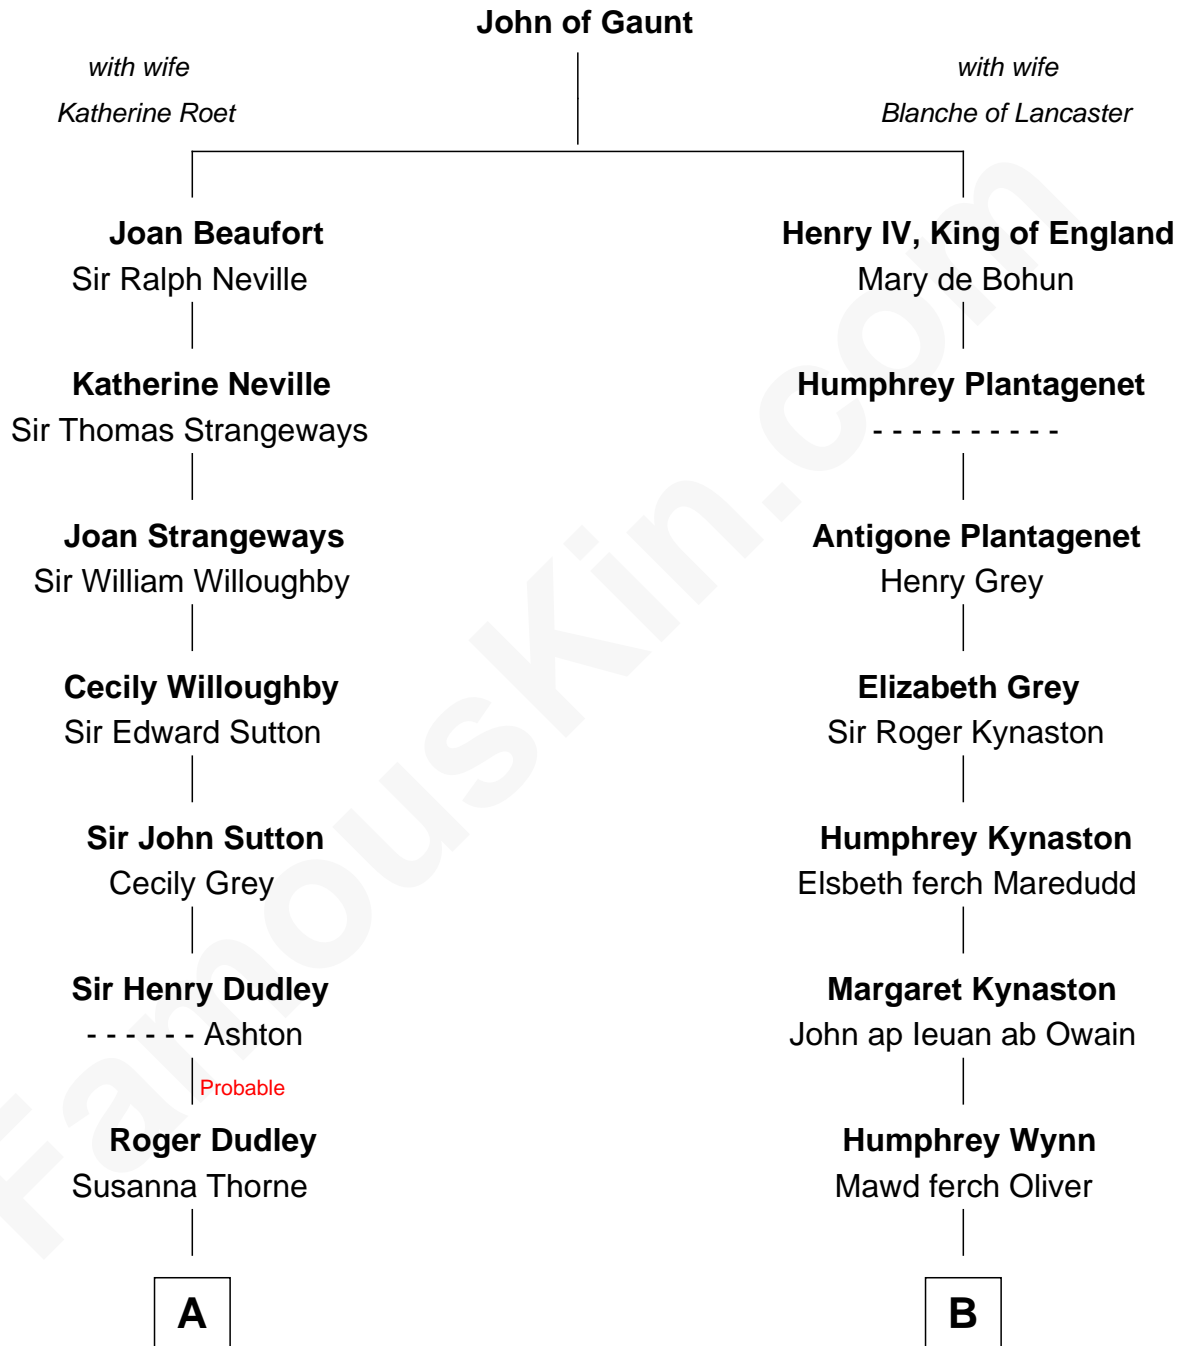 John of Gaunt
with wife
Katherine Roet
with wife
Blanche of Lancaster
Joan Beaufort
Sir Ralph Neville
Henry IV, King of England
Mary de Bohun
Katherine Neville
Sir Thomas Strangeways
Humphrey Plantagenet
- - - - - - - - - -
Joan Strangeways
Sir William Willoughby
Antigone Plantagenet
Henry Grey
Cecily Willoughby
Sir Edward Sutton
Elizabeth Grey
Sir Roger Kynaston
Sir John Sutton
Cecily Grey
Humphrey Kynaston
Elsbeth ferch Maredudd
Sir Henry Dudley
- - - - - - Ashton
Margaret Kynaston
John ap Ieuan ab Owain
Probable
Roger Dudley
Susanna Thorne
Humphrey Wynn
Mawd ferch Oliver
A
B
FamousKin.com